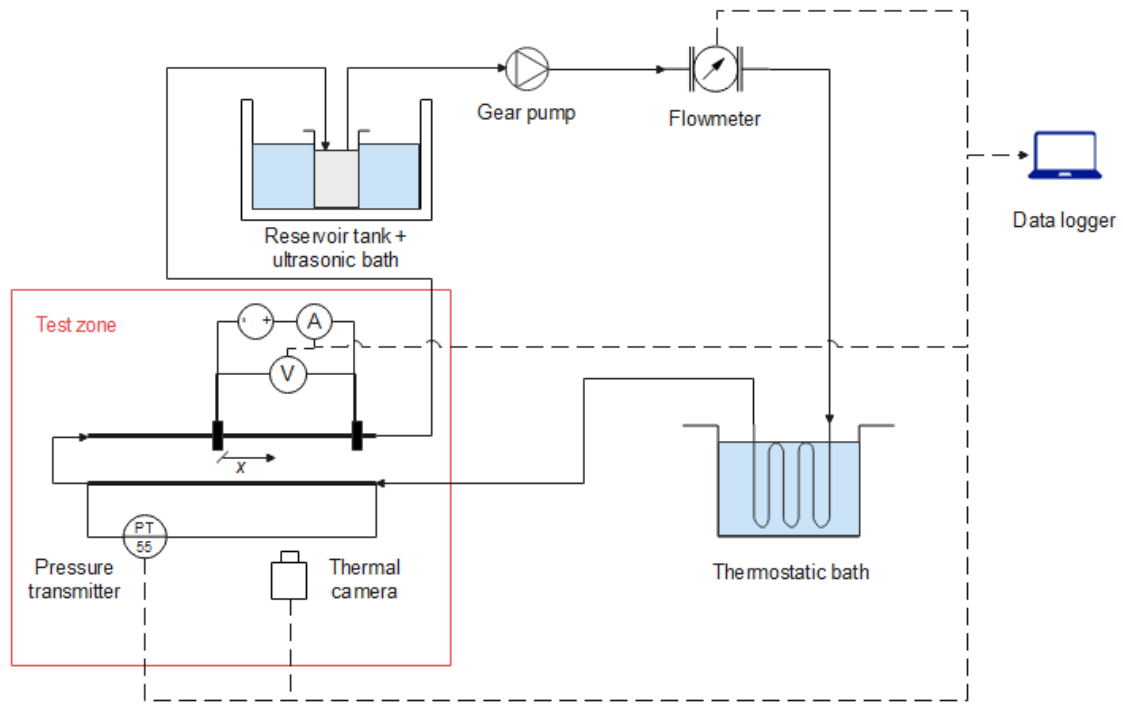 Gear pump
Flowmeter
Data logger
Reservoir tank +
ultrasonic bath
Test zone
- +
A
V
x
PT
55
Pressure
transmitter
Thermal
camera
Thermostatic bath